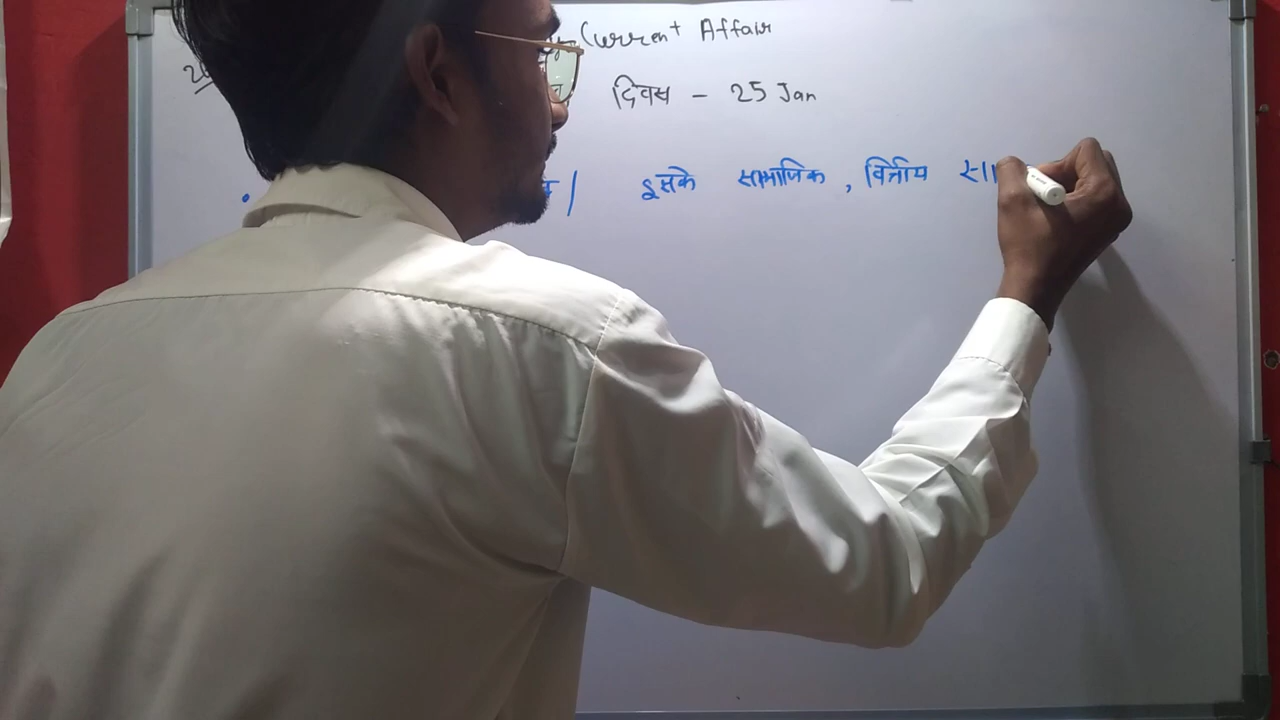 Current Affair
दिवस - 25 Jan
इसके सामाजिक , वित्तीय